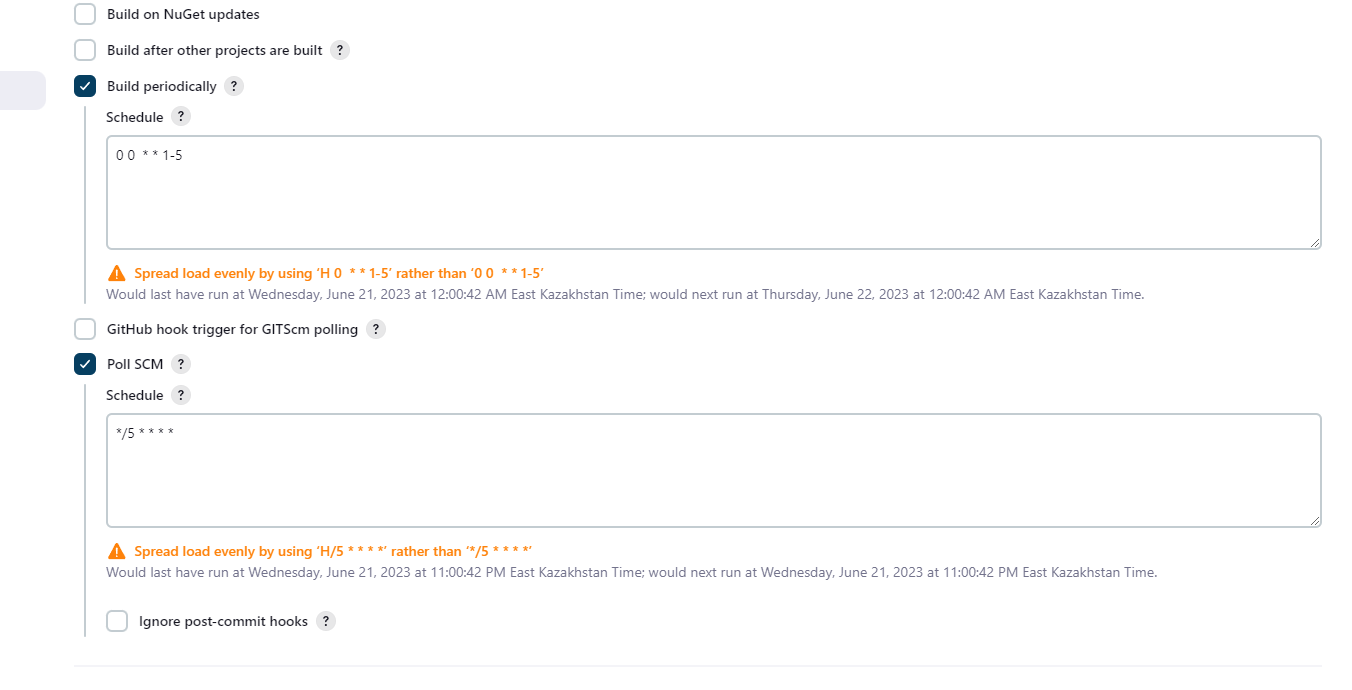 Build on NuGet updates
Build after other projects are built ?
Build periodically ?
Schedule ?
0 0  * * 1-5
Spread load evenly by using ‘H 0  * * 1-5’ rather than ‘0 0  * * 1-5’
Would last have run at Wednesday, June 21, 2023 at 12:00:42 AM East Kazakhstan Time; would next run at Thursday, June 22, 2023 at 12:00:42 AM East Kazakhstan Time.
GitHub hook trigger for GITScm polling ?
Poll SCM ?
Schedule ?
*/5 * * * *
Spread load evenly by using ‘H/5 * * * *’ rather than ‘*/5 * * * *’
Would last have run at Wednesday, June 21, 2023 at 11:00:42 PM East Kazakhstan Time; would next run at Wednesday, June 21, 2023 at 11:00:42 PM East Kazakhstan Time.
Ignore post-commit hooks ?